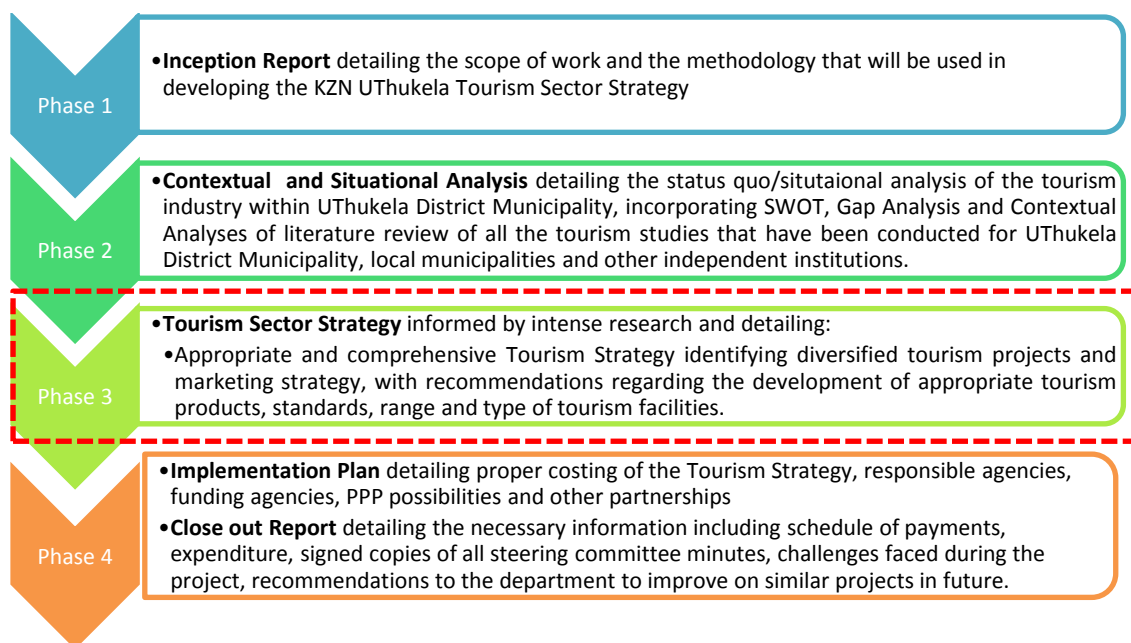 Phase 1
•Inception Report detailing the scope of work and the methodology that will be used in
developing the KZN UThukela Tourism Sector Strategy
Phase 2
•Contextual and Situational Analysis detailing the status quo/situtaional analysis of the tourism
industry within UThukela District Municipality, incorporating SWOT, Gap Analysis and Contextual
Analyses of literature review of all the tourism studies that have been conducted for UThukela
District Municipality, local municipalities and other independent institutions.
Phase 3
•Tourism Sector Strategy informed by intense research and detailing:
•Appropriate and comprehensive Tourism Strategy identifying diversified tourism projects and
marketing strategy, with recommendations regarding the development of appropriate tourism
products, standards, range and type of tourism facilities.
Phase 4
•Implementation Plan detailing proper costing of the Tourism Strategy, responsible agencies,
funding agencies, PPP possibilities and other partnerships
•Close out Report detailing the necessary information including schedule of payments,
expenditure, signed copies of all steering committee minutes, challenges faced during the
project, recommendations to the department to improve on similar projects in future.